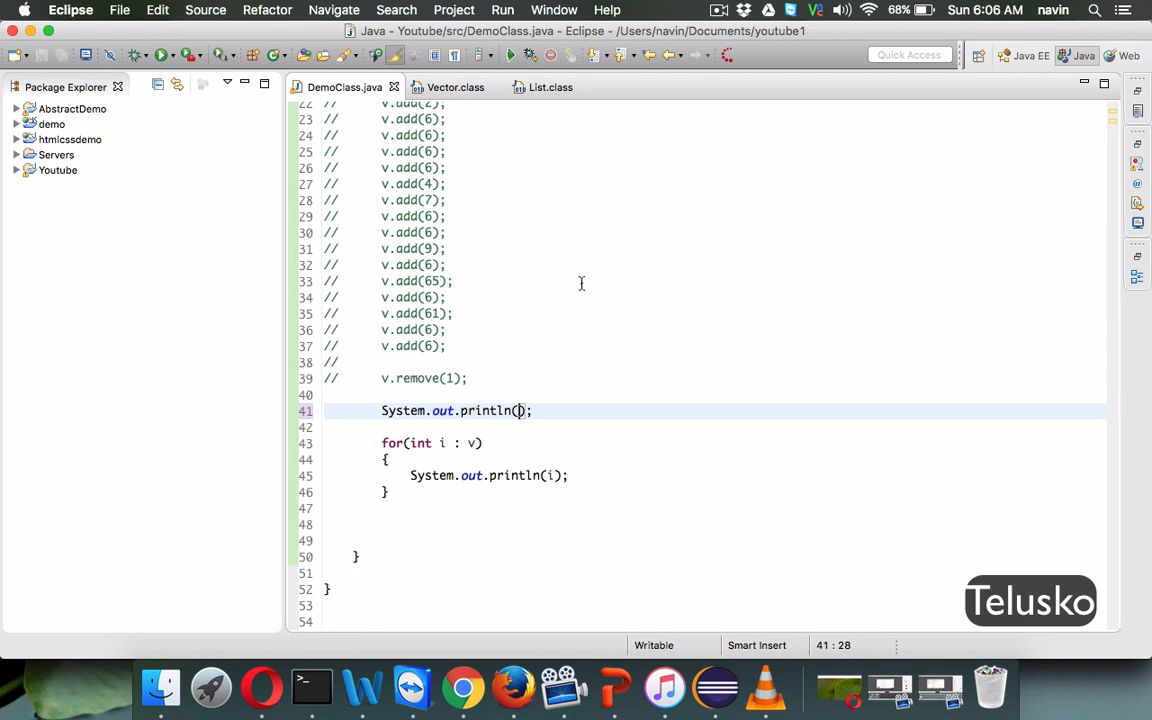 Eclipse File Edit Source Refactor Navigate Search Project Run Window Help 68% Sun 6:06 AM navin
Java - Youtube/src/DemoClass.java - Eclipse - /Users/navin/Documents/youtube1
Quick Access Java EE Java Web
Package Explorer
AbstractDemo
demo
htmlcssdemo
Servers
Youtube
DemoClass.java Vector.class List.class
22 // v.add(2);
23 // v.add(6);
24 // v.add(6);
25 // v.add(6);
26 // v.add(6);
27 // v.add(4);
28 // v.add(7);
29 // v.add(6);
30 // v.add(6);
31 // v.add(9);
32 // v.add(6);
33 // v.add(65);
34 // v.add(6);
35 // v.add(61);
36 // v.add(6);
37 // v.add(6);
38 //
39 // v.remove(1);
40
41 System.out.println();
42
43 for(int i : v)
44 {
45 System.out.println(i);
46 }
47
48
49
50 }
51
52 }
53
54
Telusko
Writable Smart Insert 41 : 28